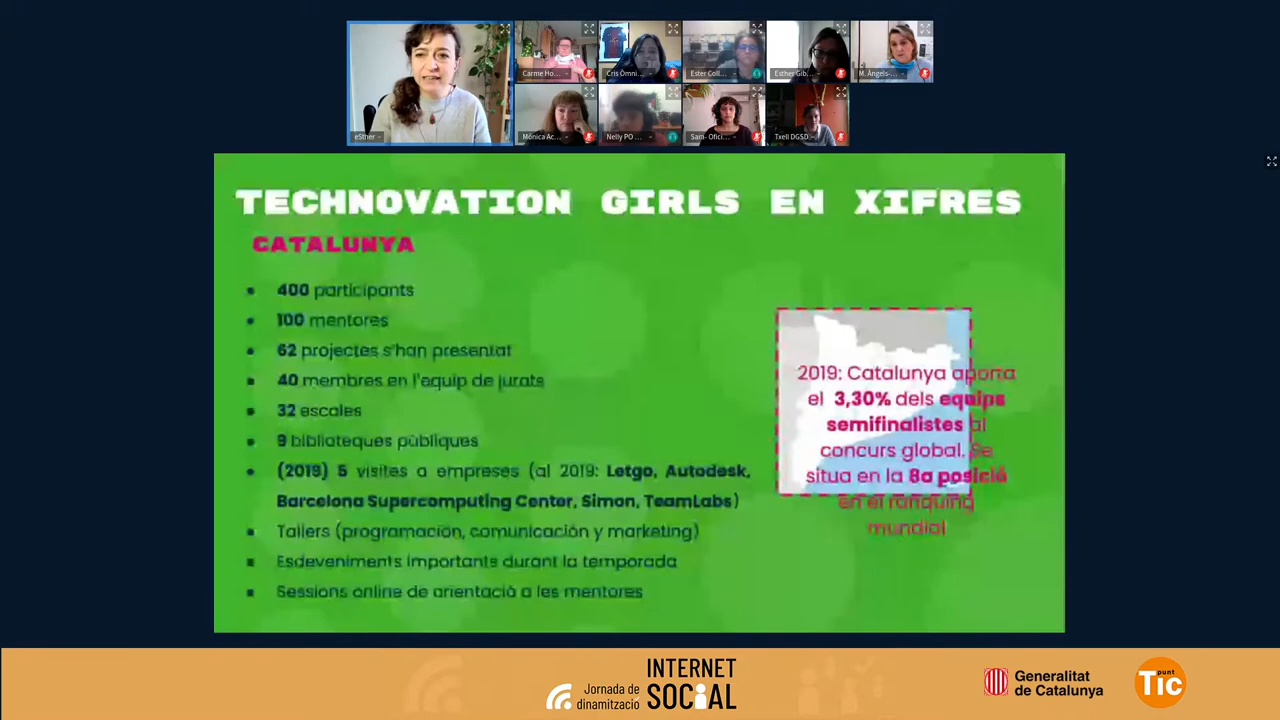 eSther
Carme Ho...
Cris Òmni...
Ester Coll...
Esther Gib...
M. Àngels-...
Mònica Ac...
Nelly PO ...
Sam- Ofici...
Txell DGSD
TECHNOVATION GIRLS EN XIFRES
CATALUNYA
400 participants
100 mentores
62 projectes s'han presentat
40 membres en l'equip de jurats
32 escoles
9 biblioteques públiques
(2019) 5 visites a empreses (al 2019: Letgo, Autodesk,
Barcelona Supercomputing Center, Simon, TeamLabs)
Tallers (programación, comunicación y marketing)
Esdeveniments importants durant la temporada
Sessions online de orientació a les mentores
2019: Catalunya aporta
el 3,30% dels equips
semifinalistes al
concurs global. Se
situa en la 8a posició
en el rànquing
mundial
Jornada de
dinamització
INTERNET
SOCIAL
Generalitat
de Catalunya
punt
Tic